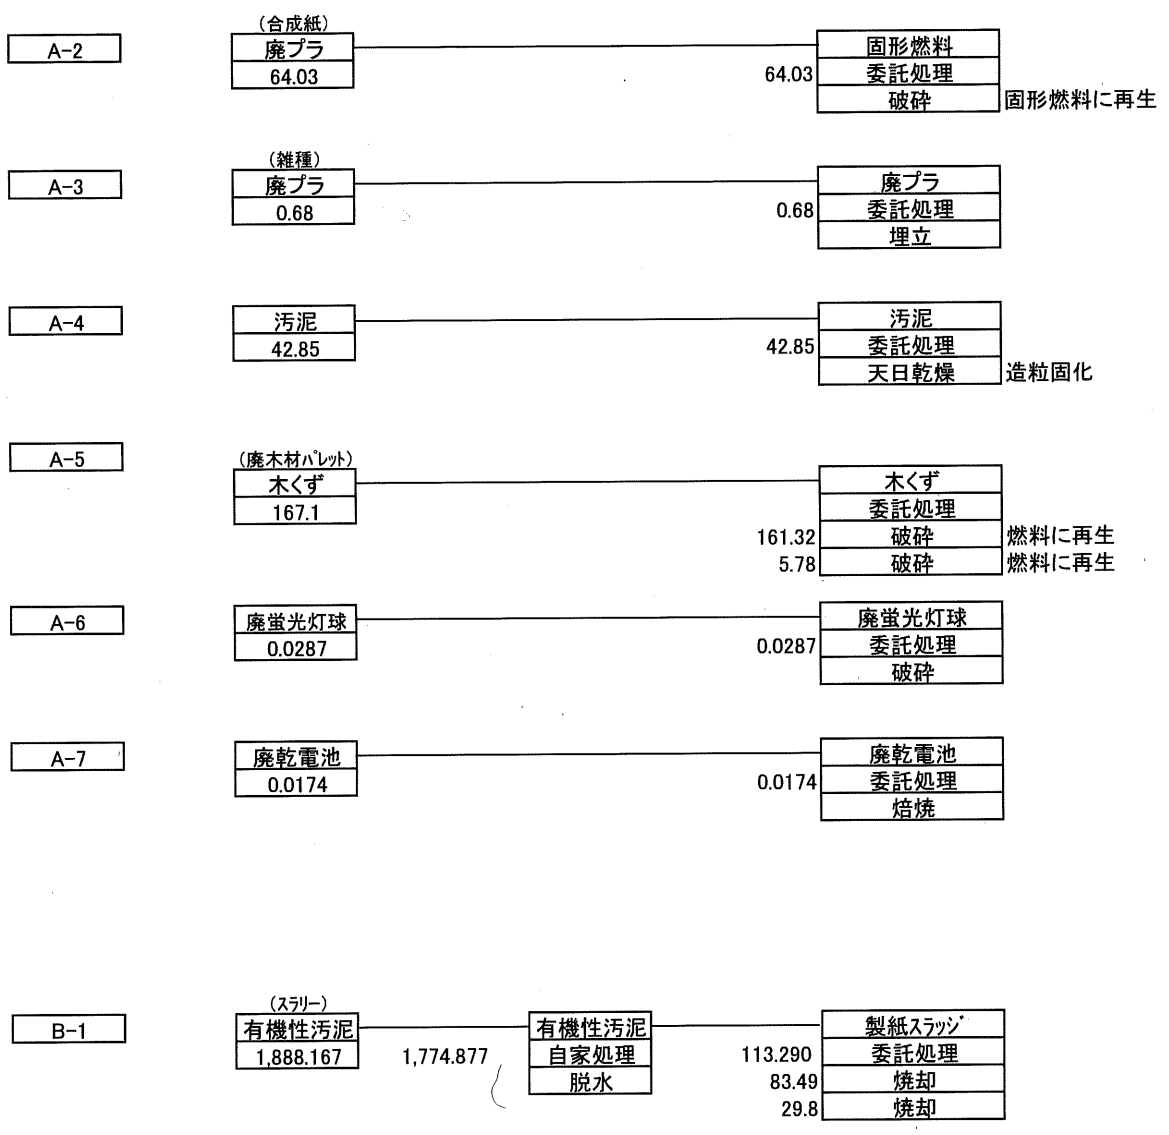 (合成紙)
A-2 廃プラ 固形燃料
64.03 64.03 委託処理
破砕 固形燃料に再生
(雑種)
A-3 廃プラ 廃プラ
0.68 0.68 委託処理
埋立
A-4 汚泥 汚泥
42.85 42.85 委託処理
天日乾燥 造粒固化
A-5 (廃木材パレット)
木くず 木くず
167.1 委託処理
161.32 破砕 燃料に再生
5.78 破砕 燃料に再生
A-6 廃蛍光灯球 廃蛍光灯球
0.0287 0.0287 委託処理
破砕
A-7 廃乾電池 廃乾電池
0.0174 0.0174 委託処理
焙焼
(スラリー)
B-1 有機性汚泥 有機性汚泥 製紙スラッジ
1,888.167 1,774.877 自家処理 113.290 委託処理
脱水 83.49 焼却
29.8 焼却